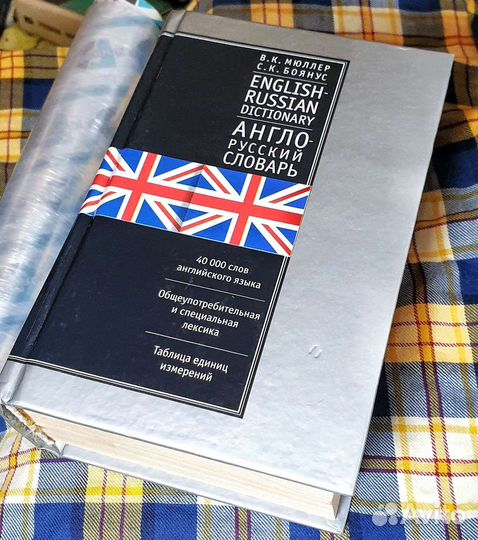 В.К. МЮЛЛЕР
С.К. БОЯНУС
ENGLISH-
RUSSIAN
DICTIONARY
АНГЛО-
РУССКИЙ
СЛОВАРЬ
40 000 слов
английского языка
Общеупотребительная
и специальная
лексика
Таблица единиц
измерений
Avito